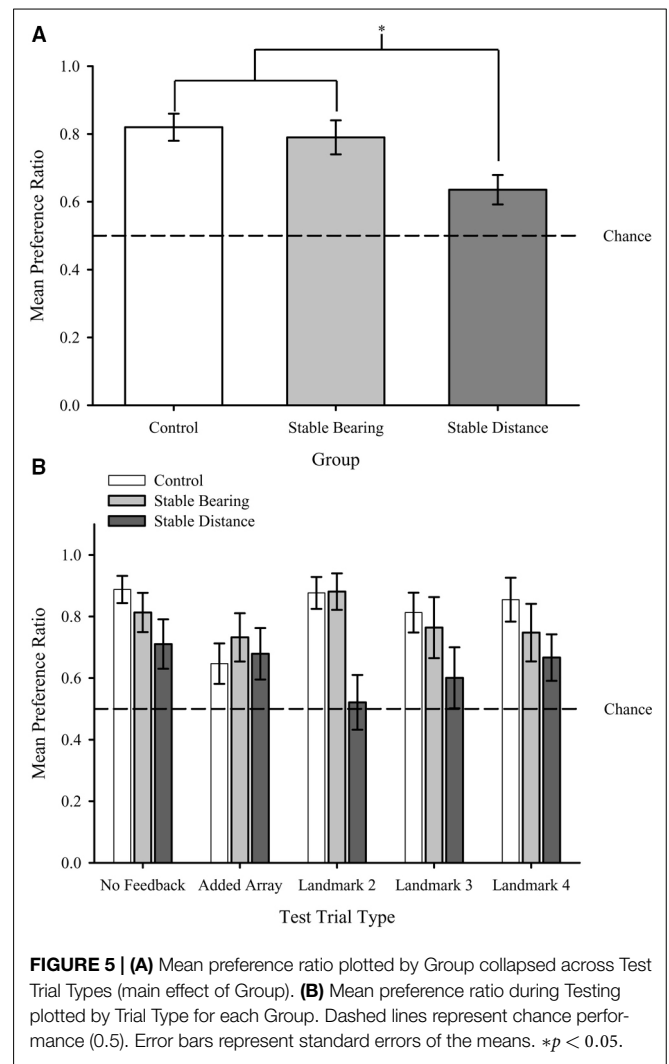 A
*
1.0
0.8
0.6
0.4
0.2
0.0
Mean Preference Ratio
Chance
Control
Stable Bearing
Stable Distance
Group
B
Control
Stable Bearing
Stable Distance
1.0
0.8
0.6
0.4
0.2
0.0
Mean Preference Ratio
Chance
No Feedback
Added Array
Landmark 2
Landmark 3
Landmark 4
Test Trial Type
FIGURE 5 | (A) Mean preference ratio plotted by Group collapsed across Test
Trial Types (main effect of Group). (B) Mean preference ratio during Testing
plotted by Trial Type for each Group. Dashed lines represent chance perfor-
mance (0.5). Error bars represent standard errors of the means. *p < 0.05.